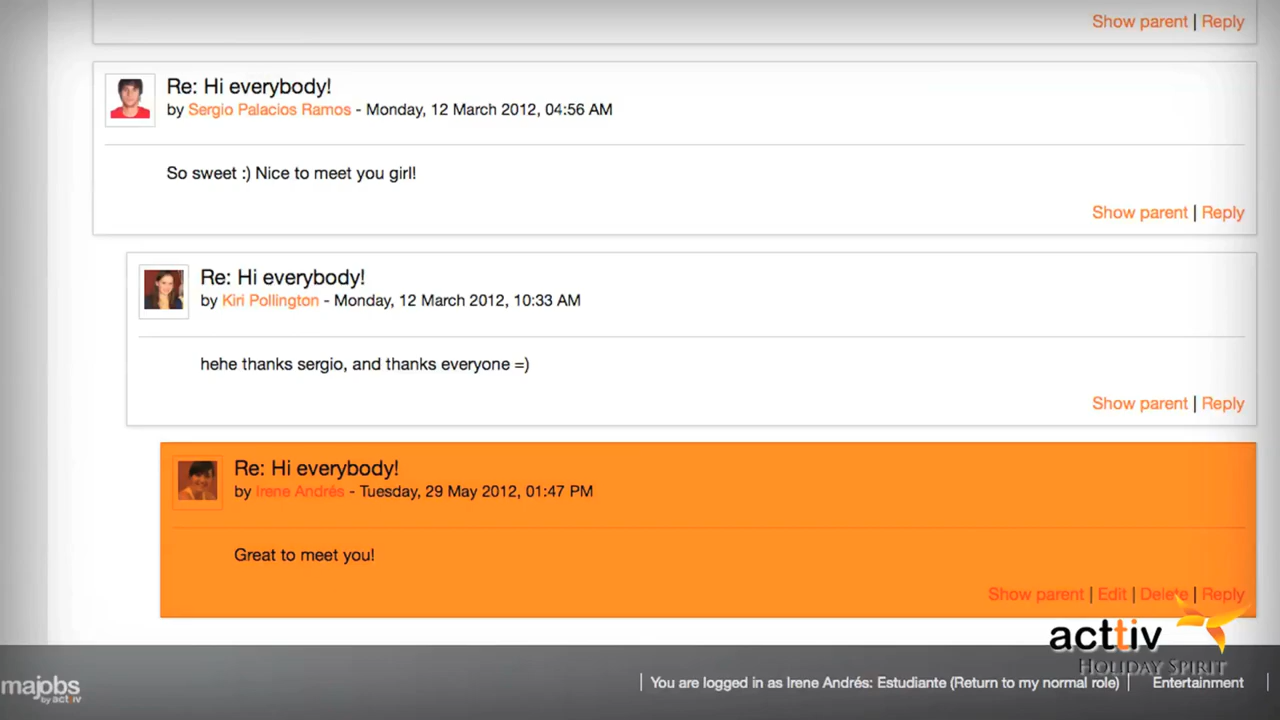 Show parent | Reply
Re: Hi everybody!
by Sergio Palacios Ramos - Monday, 12 March 2012, 04:56 AM
So sweet :) Nice to meet you girl!
Show parent | Reply
Re: Hi everybody!
by Kiri Pollington - Monday, 12 March 2012, 10:33 AM
hehe thanks sergio, and thanks everyone =)
Show parent | Reply
Re: Hi everybody!
by Irene Andrés - Tuesday, 29 May 2012, 01:47 PM
Great to meet you!
Show parent | Edit | Delete | Reply
acttiv
HOLIDAY SPIRIT
majobs
by acttiv
| You are logged in as Irene Andrés: Estudiante (Return to my normal role) | Entertainment |